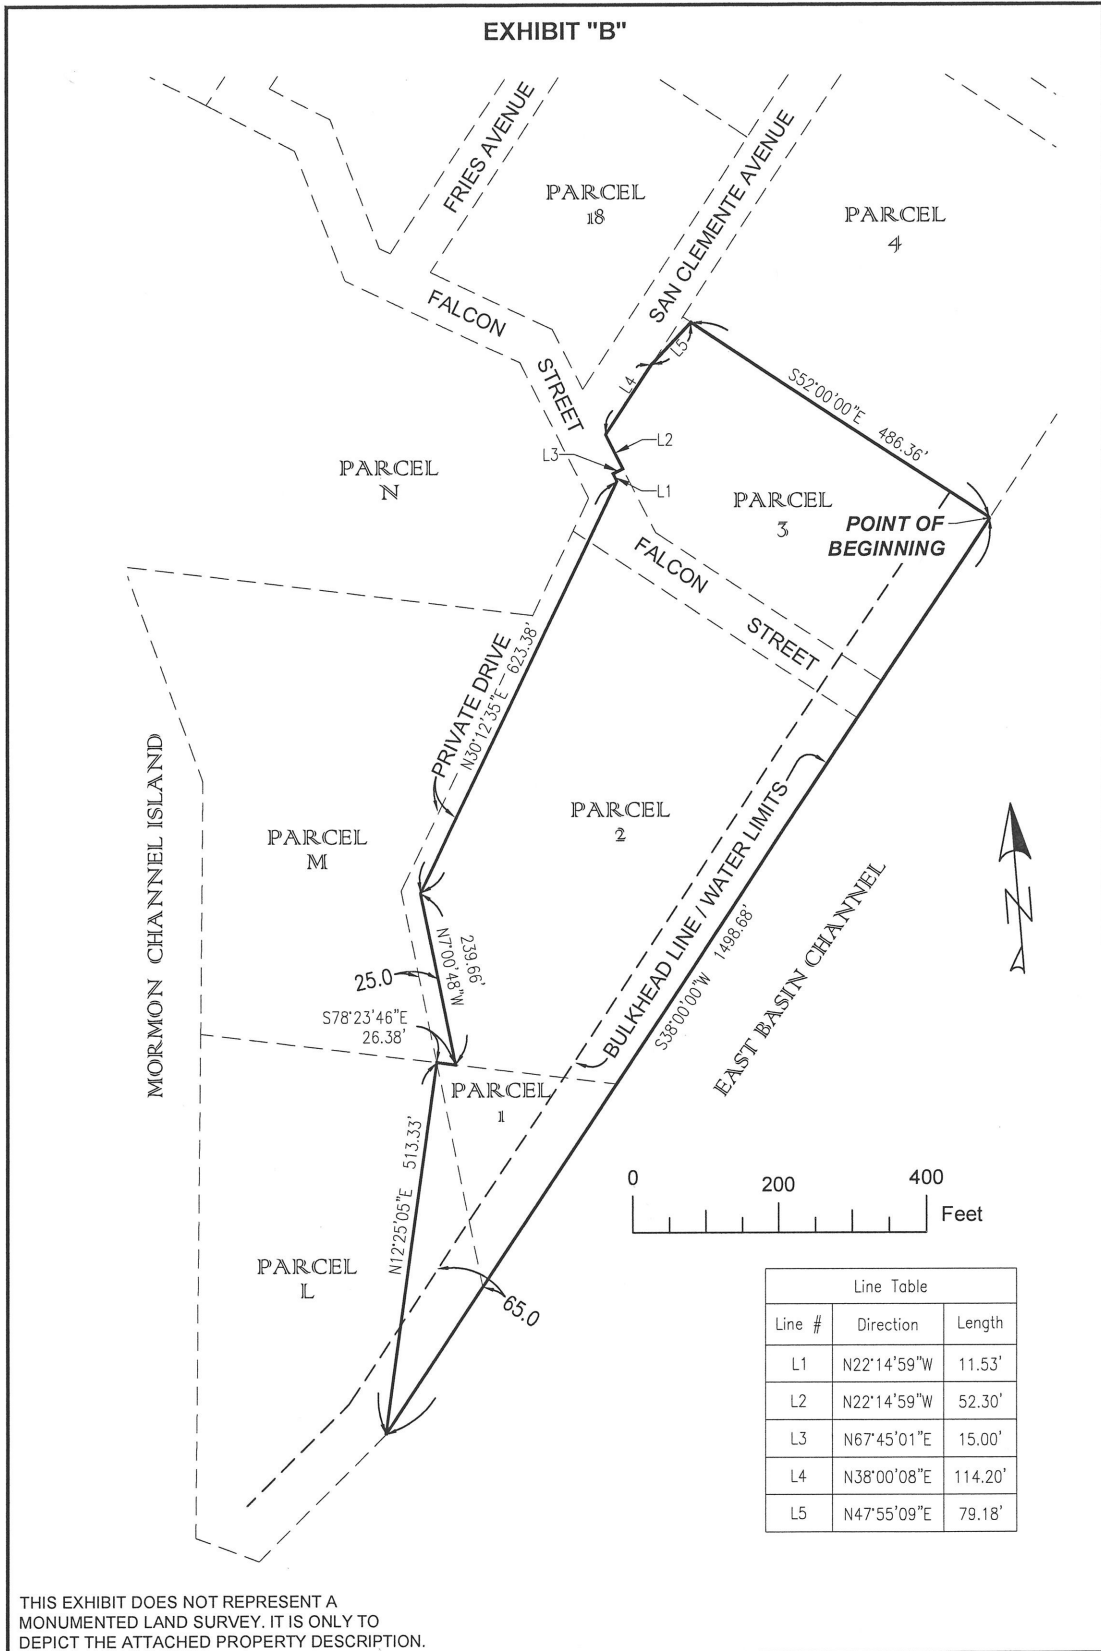 EXHIBIT "B"
FRIES AVENUE
PARCEL
18
SAN CLEMENTE AVENUE
PARCEL
4
FALCON
STREET
L5
L4
S52°00'00"E 486.36'
L2
L3
L1
PARCEL
N
PARCEL
3
POINT OF
BEGINNING
FALCON
STREET
PRIVATE DRIVE
N30°12'35"E 623.38'
MORMON CHANNEL ISLAND
PARCEL
M
PARCEL
2
BULKHEAD LINE / WATER LIMITS
S38°00'00"W 1498.68'
EAST BASIN CHANNEL
N
239.66'
N7°00'48"W
25.0
S78°23'46"E
26.38'
PARCEL
1
N12°25'05"E 513.33'
PARCEL
L
65.0
0 200 400
Feet
Line Table
Line # Direction Length
L1 N22°14'59"W 11.53'
L2 N22°14'59"W 52.30'
L3 N67°45'01"E 15.00'
L4 N38°00'08"E 114.20'
L5 N47°55'09"E 79.18'
THIS EXHIBIT DOES NOT REPRESENT A
MONUMENTED LAND SURVEY. IT IS ONLY TO
DEPICT THE ATTACHED PROPERTY DESCRIPTION.